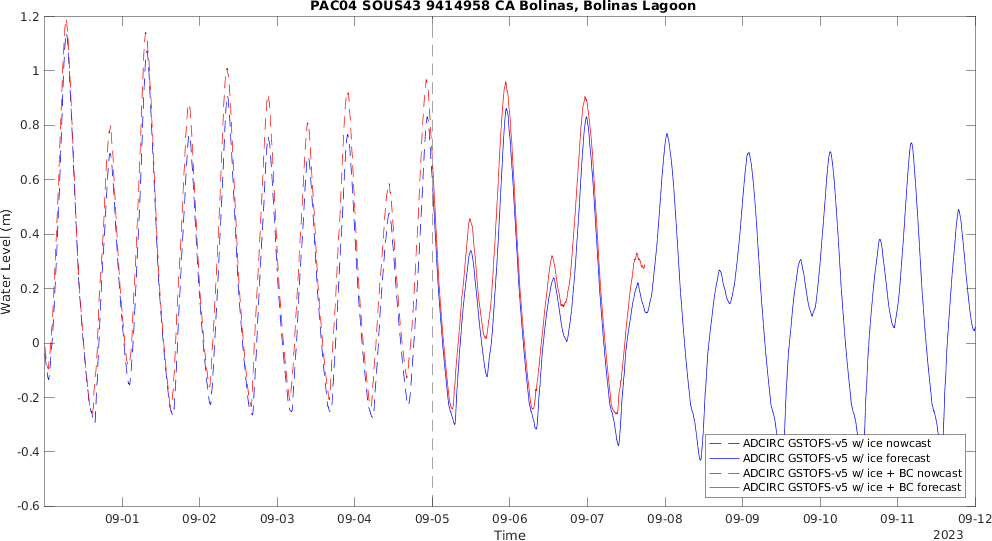 PAC04 SOUS43 9414958 CA Bolinas, Bolinas Lagoon
1.2
1
0.8
0.6
0.4
0.2
0
-0.2
-0.4
-0.6
Water Level (m)
09-01 09-02 09-03 09-04 09-05 09-06 09-07 09-08 09-09 09-10 09-11 09-12
Time
2023
ADCIRC GSTOFS-v5 w/ ice nowcast
ADCIRC GSTOFS-v5 w/ ice forecast
ADCIRC GSTOFS-v5 w/ ice + BC nowcast
ADCIRC GSTOFS-v5 w/ ice + BC forecast